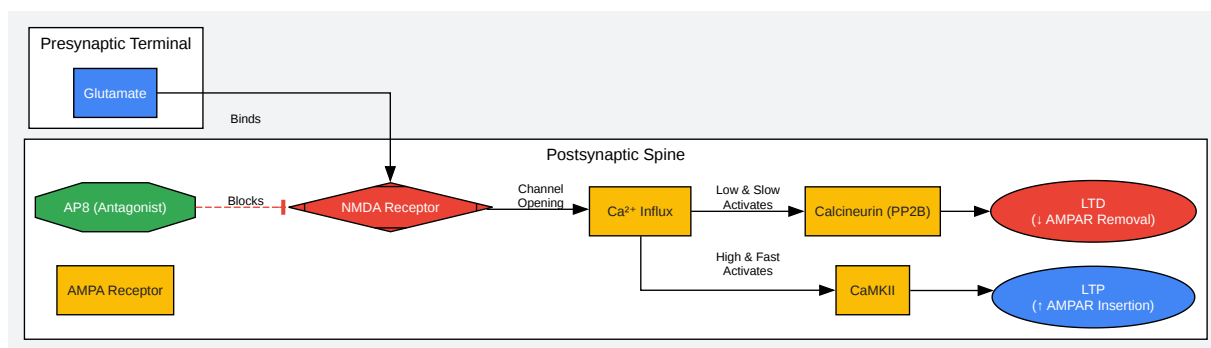 Presynaptic Terminal
Glutamate
Binds
Postsynaptic Spine
AP8 (Antagonist)
Blocks
NMDA Receptor
Channel
Opening
Ca²⁺ Influx
Low & Slow
Activates
Calcineurin (PP2B)
LTD
(↓ AMPAR Removal)
AMPA Receptor
High & Fast
Activates
CaMKII
LTP
(↑ AMPAR Insertion)